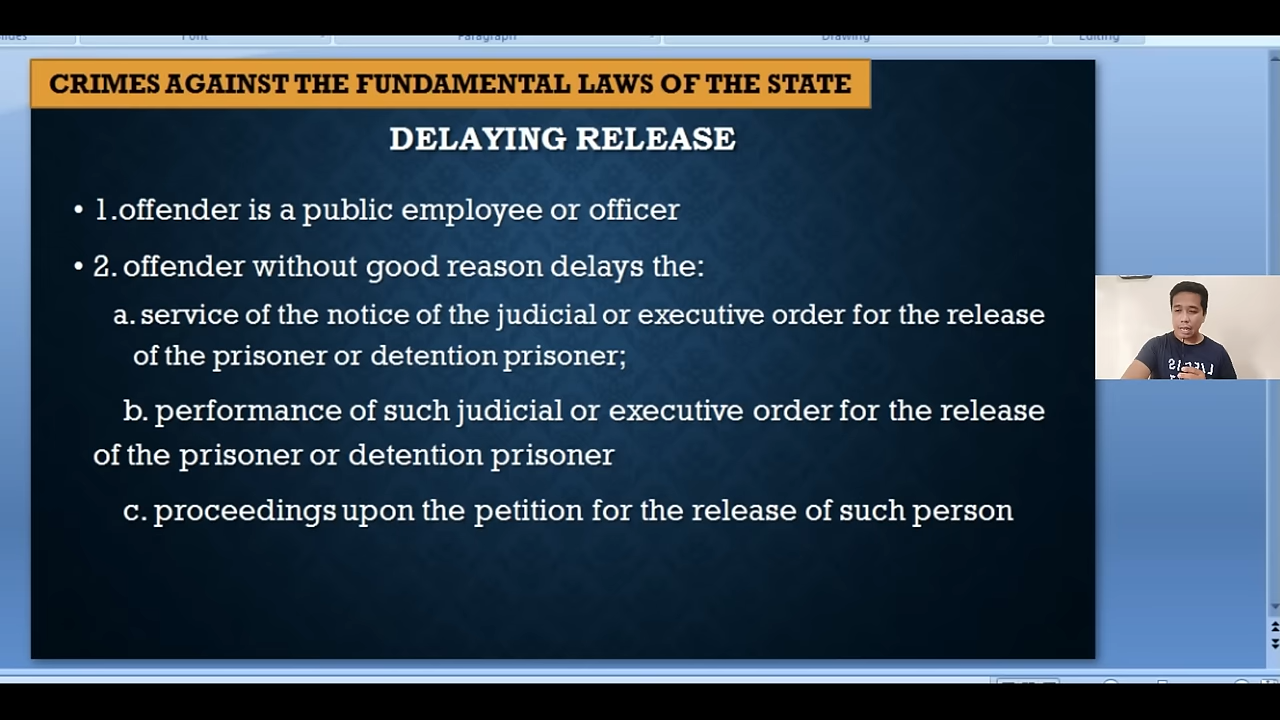 Font Paragraph Drawing Editing
CRIMES AGAINST THE FUNDAMENTAL LAWS OF THE STATE
DELAYING RELEASE
• 1.offender is a public employee or officer
• 2. offender without good reason delays the:
a. service of the notice of the judicial or executive order for the release
of the prisoner or detention prisoner;
b. performance of such judicial or executive order for the release
of the prisoner or detention prisoner
c. proceedings upon the petition for the release of such person